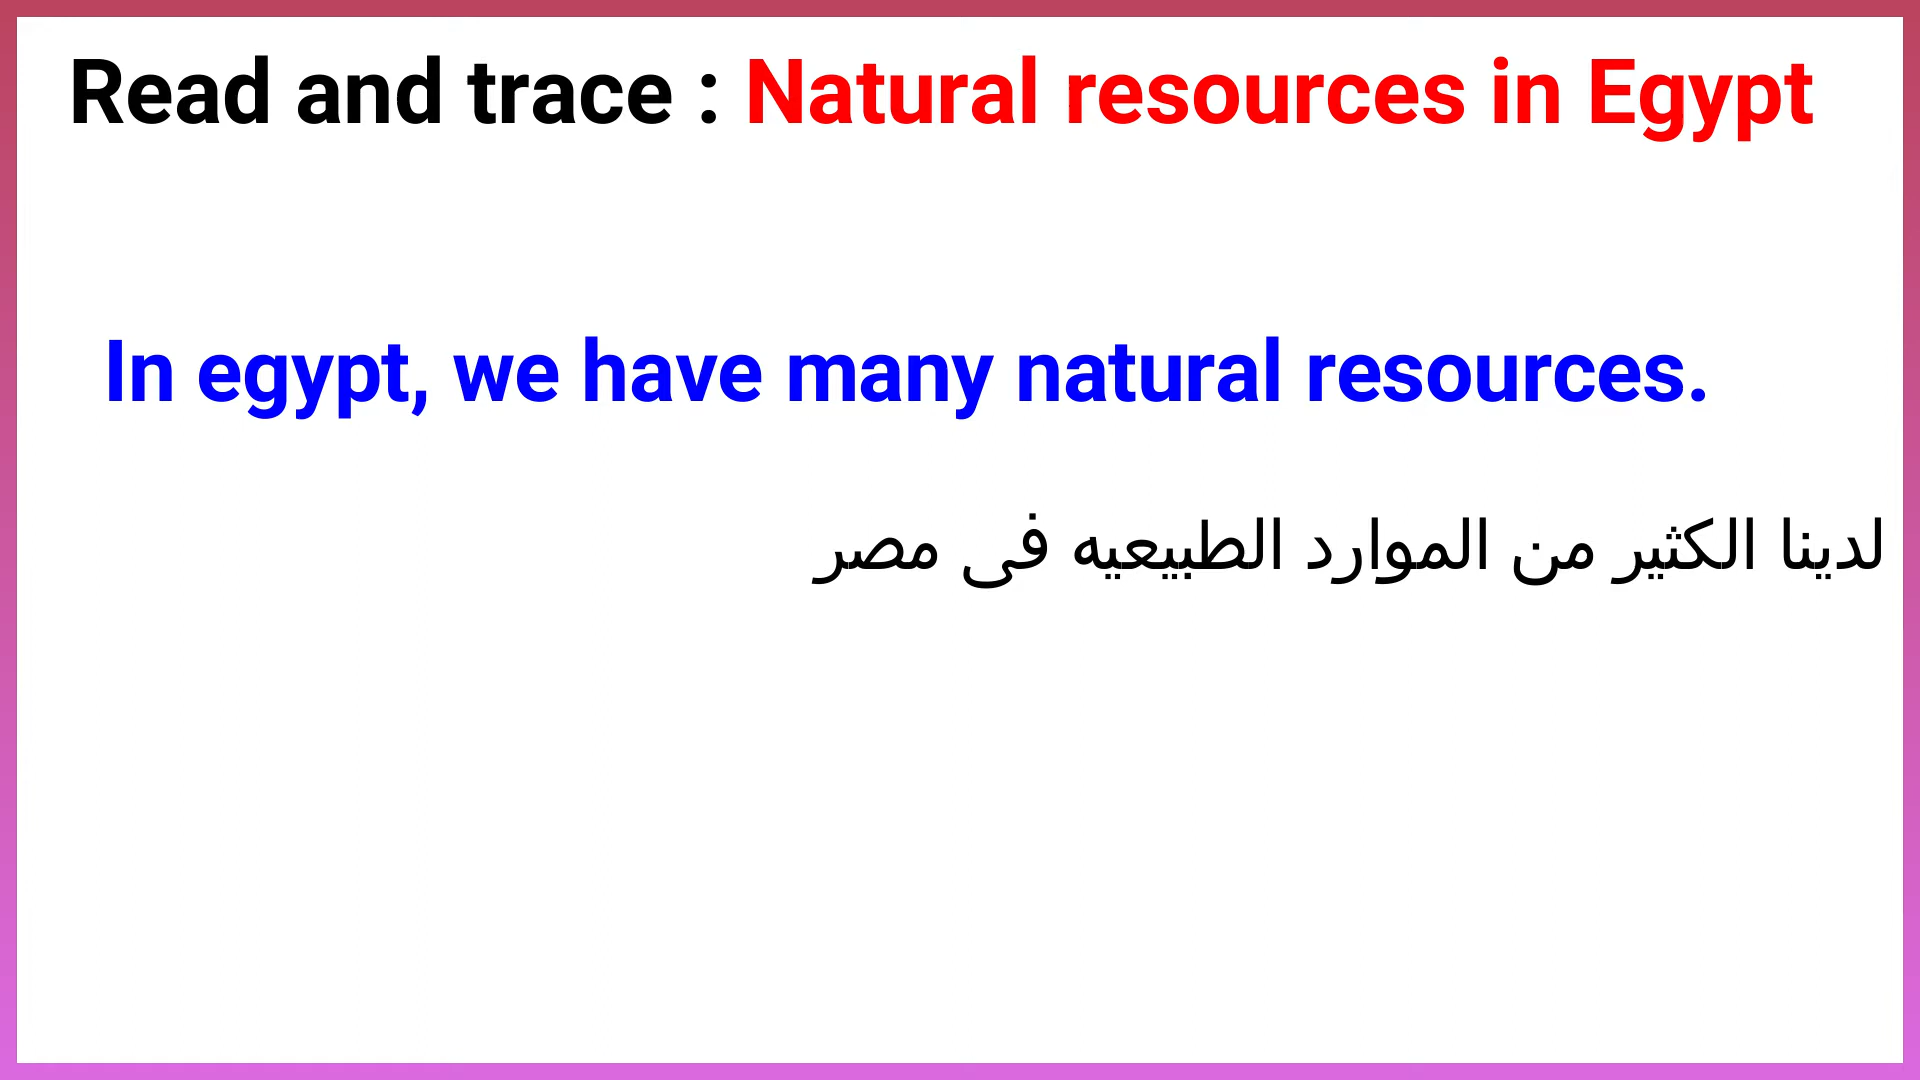 Read and trace : Natural resources in Egypt
In egypt, we have many natural resources.
لدينا الكثير من الموارد الطبيعيه فى مصر